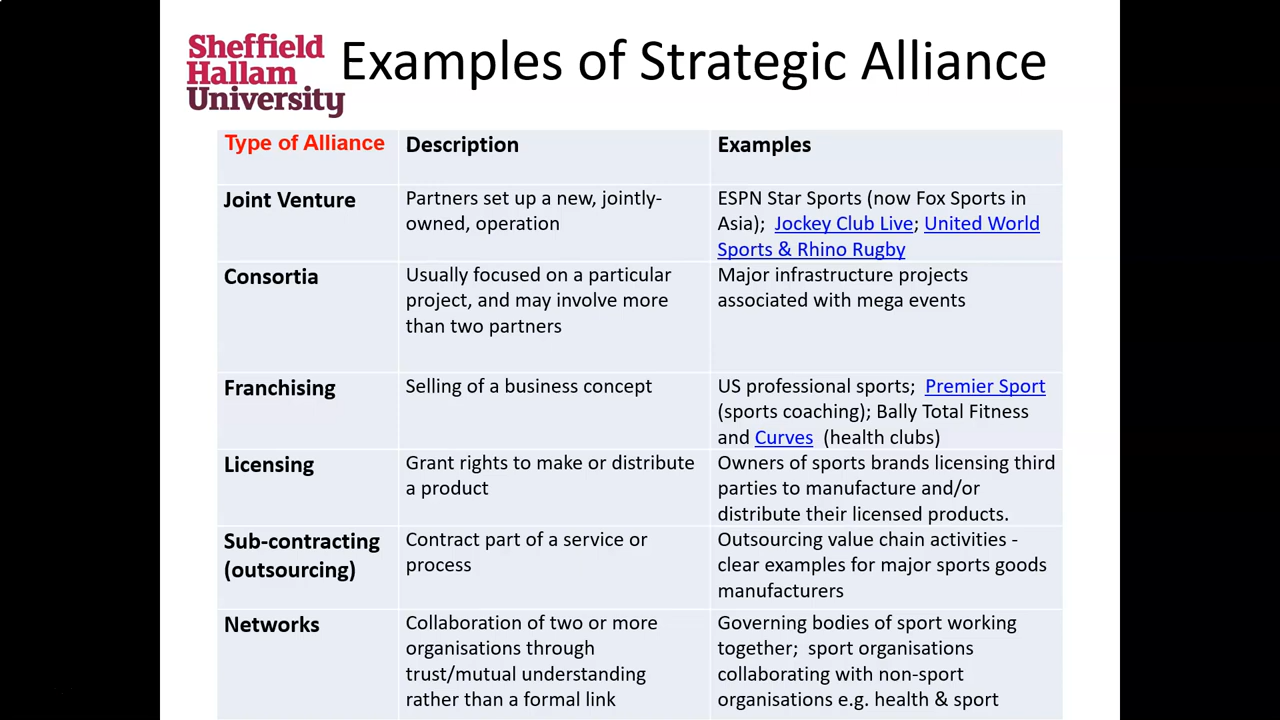 Sheffield
Hallam
University
Examples of Strategic Alliance
Type of Alliance
Description
Examples
Joint Venture
Partners set up a new, jointly-
owned, operation
ESPN Star Sports (now Fox Sports in
Asia);  Jockey Club Live; United World
Sports & Rhino Rugby
Consortia
Usually focused on a particular
project, and may involve more
than two partners
Major infrastructure projects
associated with mega events
Franchising
Selling of a business concept
US professional sports;  Premier Sport
(sports coaching); Bally Total Fitness
and Curves  (health clubs)
Licensing
Grant rights to make or distribute
a product
Owners of sports brands licensing third
parties to manufacture and/or
distribute their licensed products.
Sub-contracting
(outsourcing)
Contract part of a service or
process
Outsourcing value chain activities -
clear examples for major sports goods
manufacturers
Networks
Collaboration of two or more
organisations through
trust/mutual understanding
rather than a formal link
Governing bodies of sport working
together;  sport organisations
collaborating with non-sport
organisations e.g. health & sport